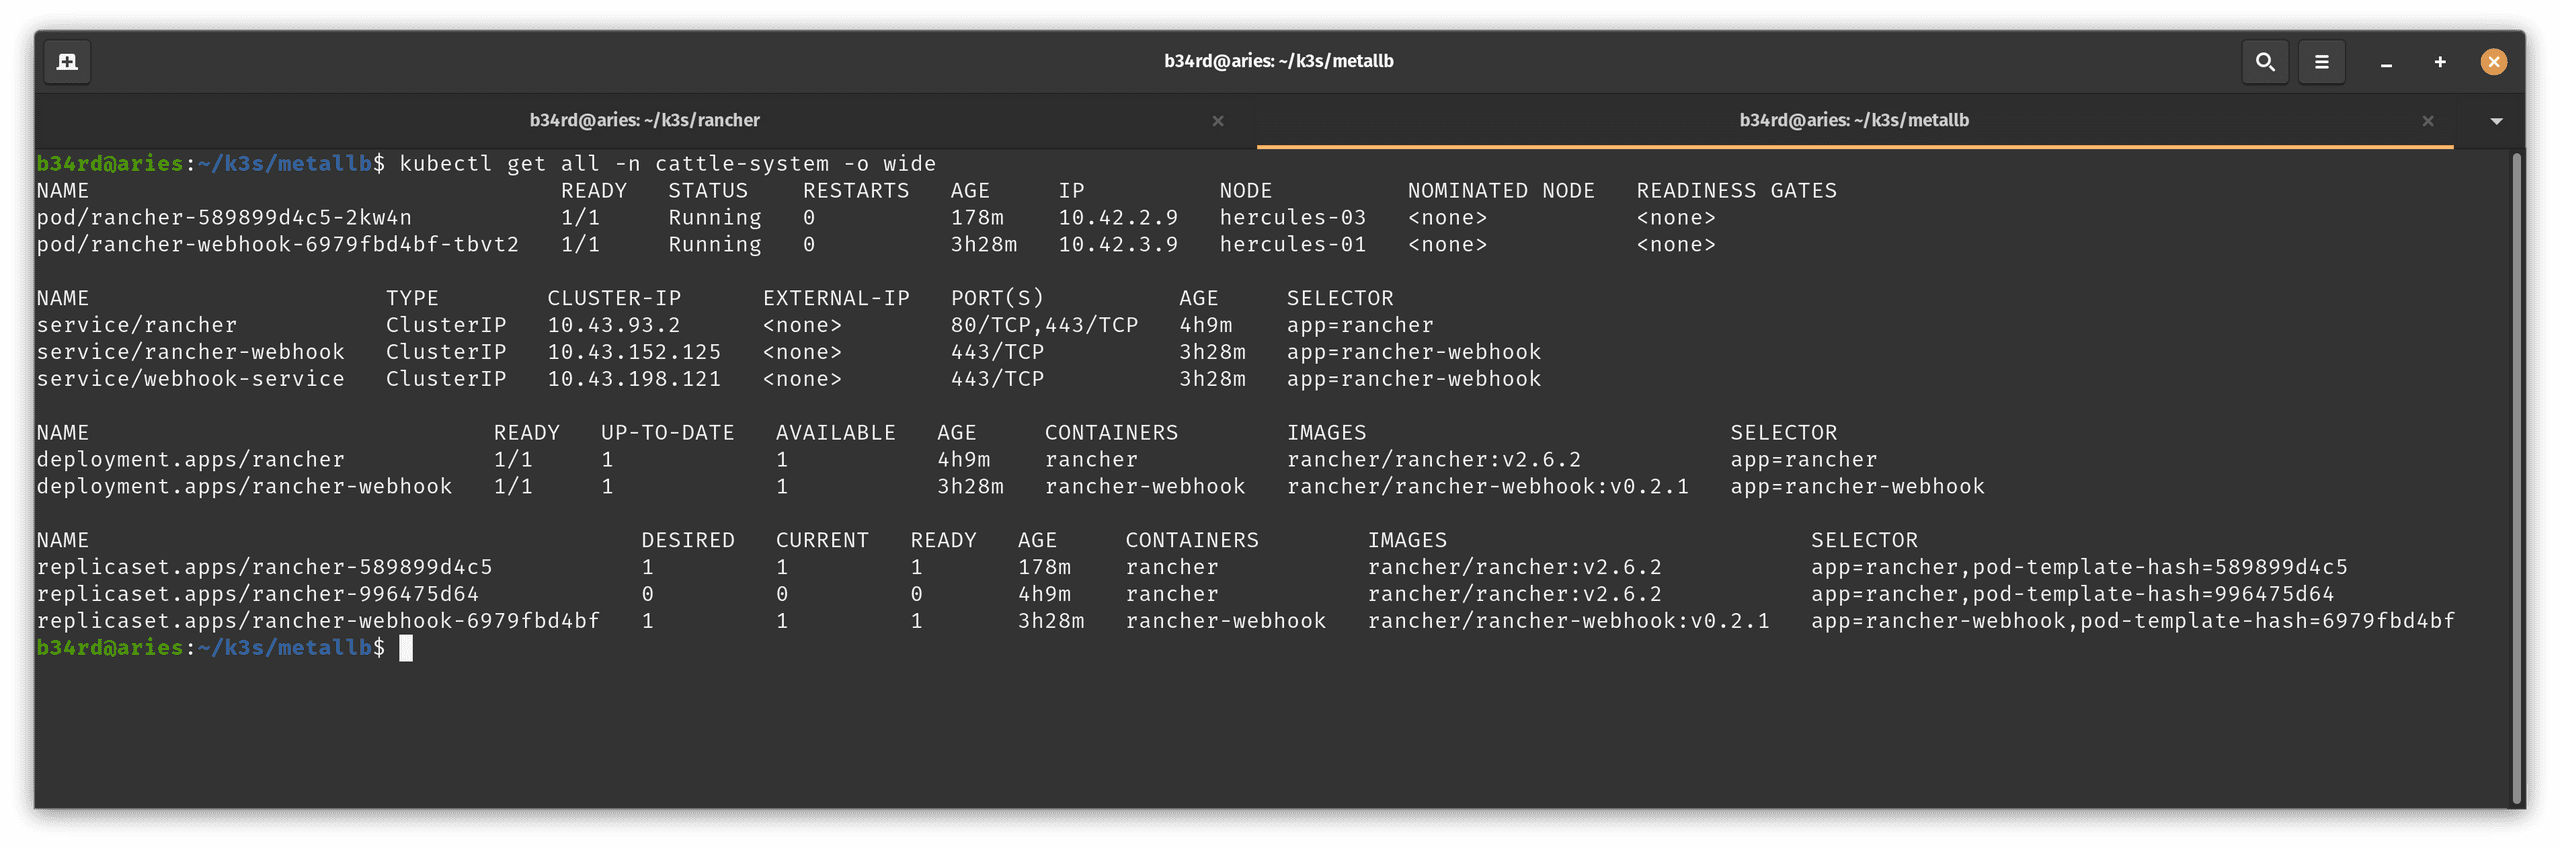 b34rd@aries: ~/k3s/metallb
b34rd@aries: ~/k3s/rancher
b34rd@aries: ~/k3s/metallb
b34rd@aries:~/k3s/metallb$ kubectl get all -n cattle-system -o wide
NAME READY STATUS RESTARTS AGE IP NODE NOMINATED NODE READINESS GATES
pod/rancher-589899d4c5-2kw4n 1/1 Running 0 178m 10.42.2.9 hercules-03 <none> <none>
pod/rancher-webhook-6979fbd4bf-tbvt2 1/1 Running 0 3h28m 10.42.3.9 hercules-01 <none> <none>
NAME TYPE CLUSTER-IP EXTERNAL-IP PORT(S) AGE SELECTOR
service/rancher ClusterIP 10.43.93.2 <none> 80/TCP,443/TCP 4h9m app=rancher
service/rancher-webhook ClusterIP 10.43.152.125 <none> 443/TCP 3h28m app=rancher-webhook
service/webhook-service ClusterIP 10.43.198.121 <none> 443/TCP 3h28m app=rancher-webhook
NAME READY UP-TO-DATE AVAILABLE AGE CONTAINERS IMAGES SELECTOR
deployment.apps/rancher 1/1 1 1 4h9m rancher rancher/rancher:v2.6.2 app=rancher
deployment.apps/rancher-webhook 1/1 1 1 3h28m rancher-webhook rancher/rancher-webhook:v0.2.1 app=rancher-webhook
NAME DESIRED CURRENT READY AGE CONTAINERS IMAGES SELECTOR
replicaset.apps/rancher-589899d4c5 1 1 1 178m rancher rancher/rancher:v2.6.2 app=rancher,pod-template-hash=589899d4c5
replicaset.apps/rancher-996475d64 0 0 0 4h9m rancher rancher/rancher:v2.6.2 app=rancher,pod-template-hash=996475d64
replicaset.apps/rancher-webhook-6979fbd4bf 1 1 1 3h28m rancher-webhook rancher/rancher-webhook:v0.2.1 app=rancher-webhook,pod-template-hash=6979fbd4bf
b34rd@aries:~/k3s/metallb$